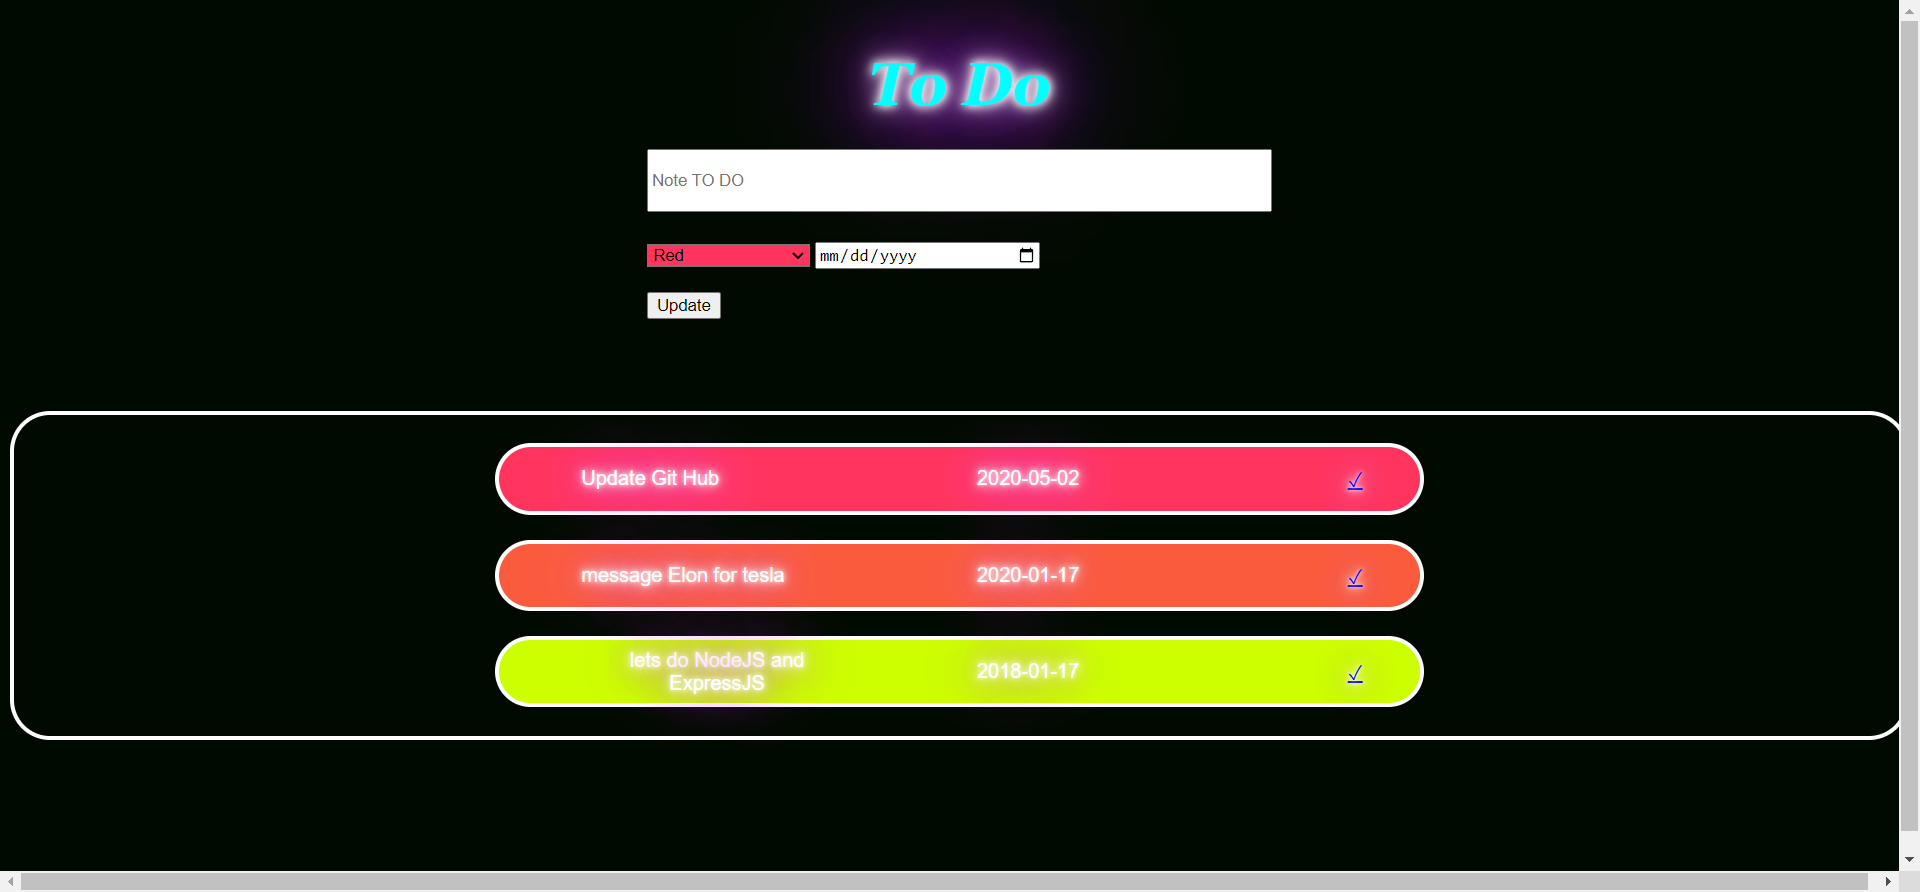 To Do
Note TO DO
Red mm/dd/yyyy
Update
Update Git Hub 2020-05-02 ✓
message Elon for tesla 2020-01-17 ✓
lets do NodeJS and
ExpressJS 2018-01-17 ✓